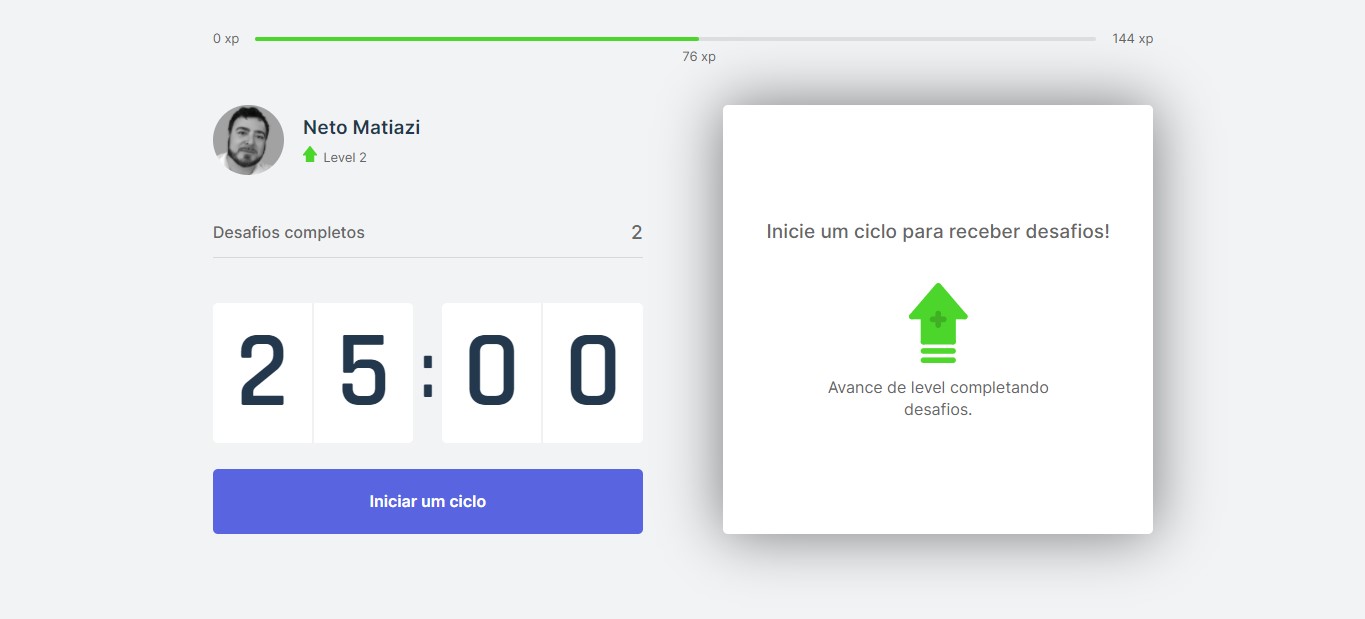 0 xp
144 xp
76 xp
Neto Matiazi
Level 2
Desafios completos
2
25:00
Iniciar um ciclo
Inicie um ciclo para receber desafios!
Avance de level completando
desafios.